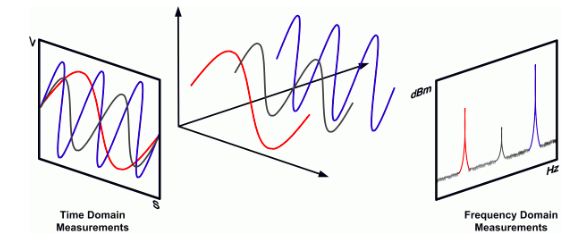 V
S
Time Domain
Measurements
dBm
Hz
Frequency Domain
Measurements